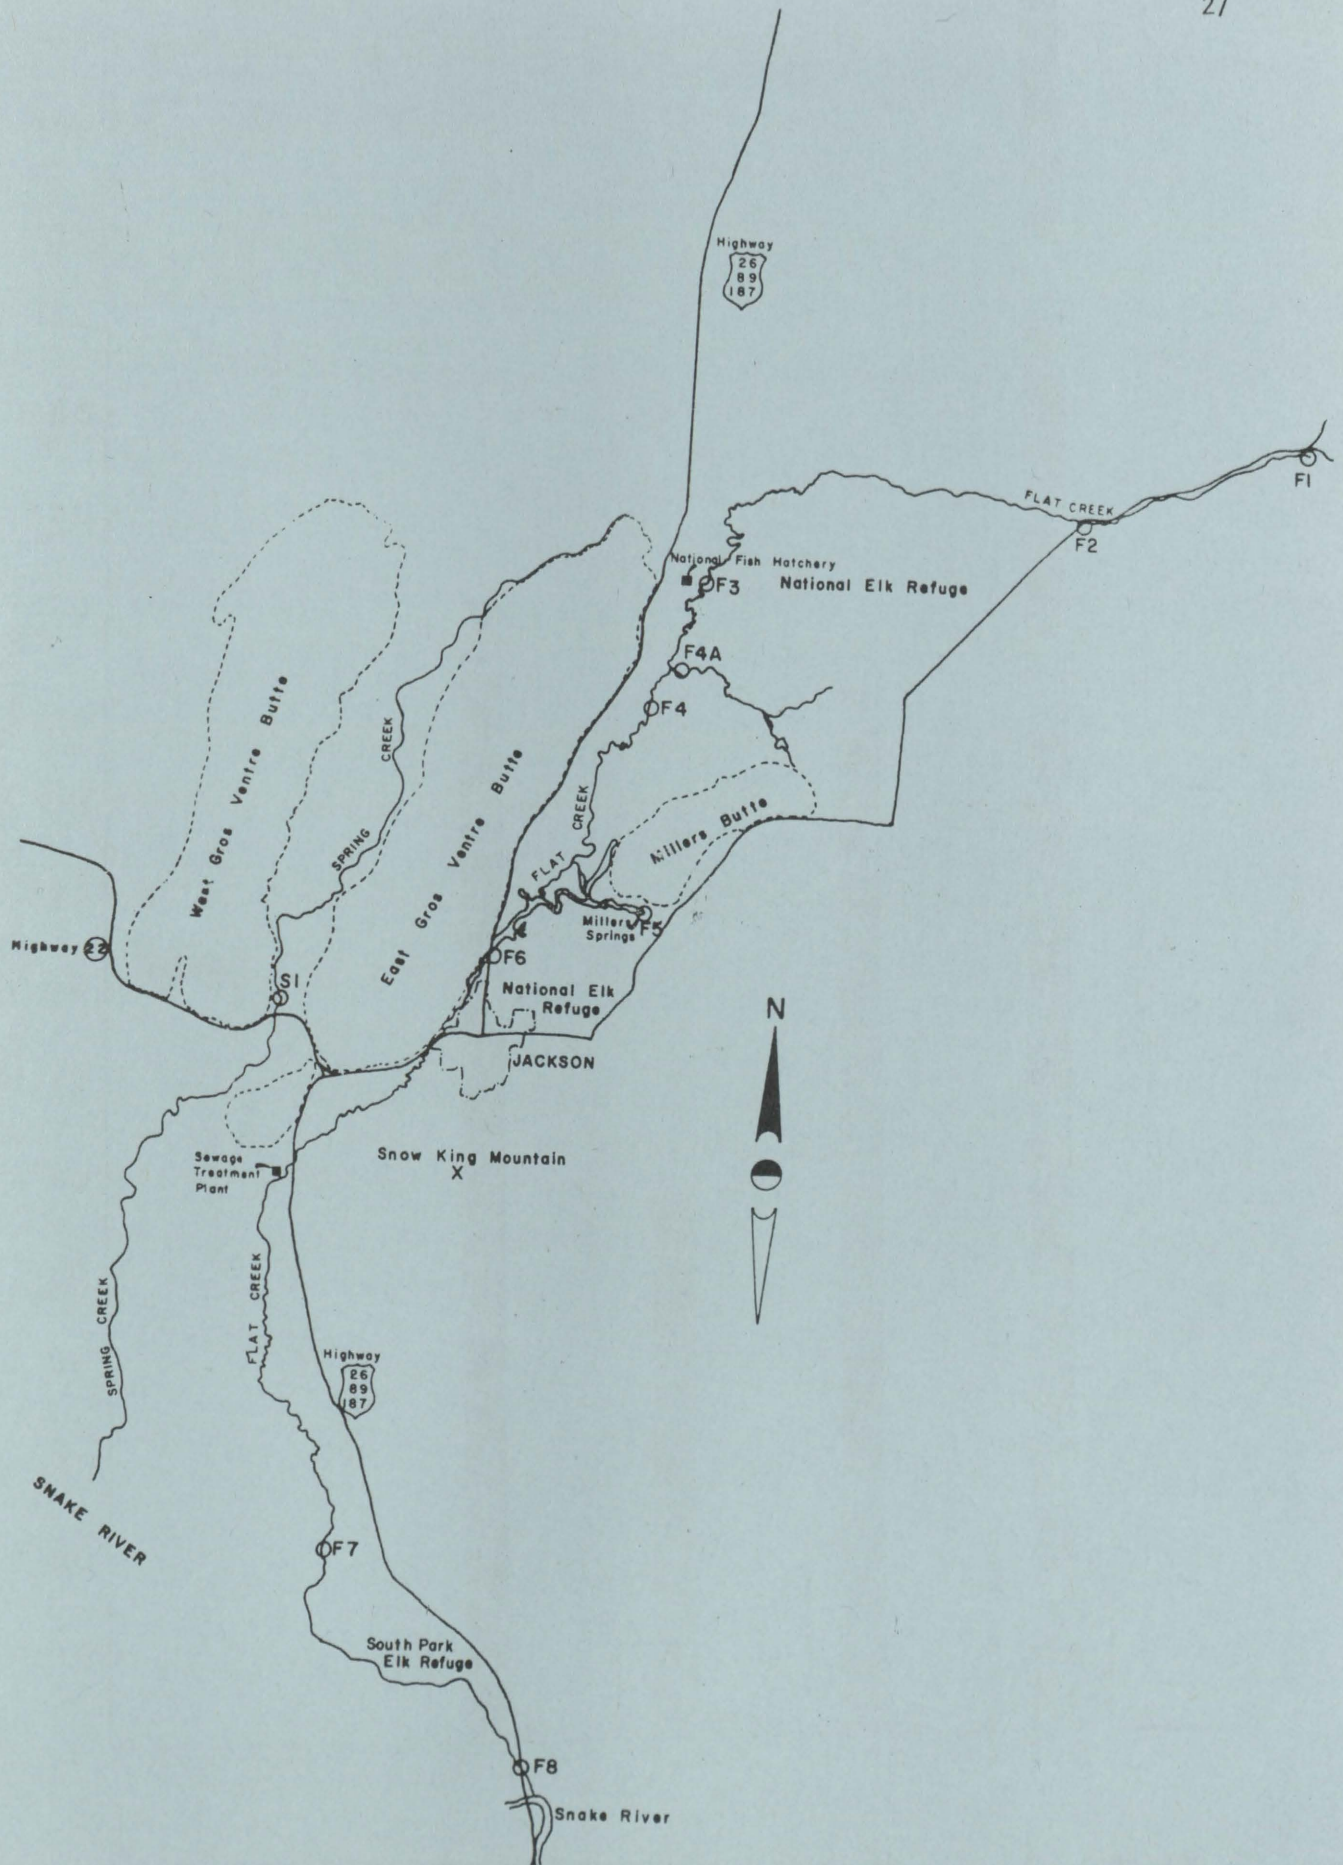 27
Highway
26
89
187
F1
FLAT CREEK
F2
National Fish Hatchery
F3
National Elk Refuge
F4A
F4
West Gros Ventre Butte
SPRING CREEK
East Gros Ventre Butte
FLAT CREEK
Millers Butte
Millers
Springs
F5
Highway 22
S1
F6
National Elk
Refuge
N
JACKSON
Sewage
Treatment
Plant
Snow King Mountain
X
SPRING CREEK
FLAT CREEK
Highway
26
89
187
SNAKE RIVER
F7
South Park
Elk Refuge
F8
Snake River